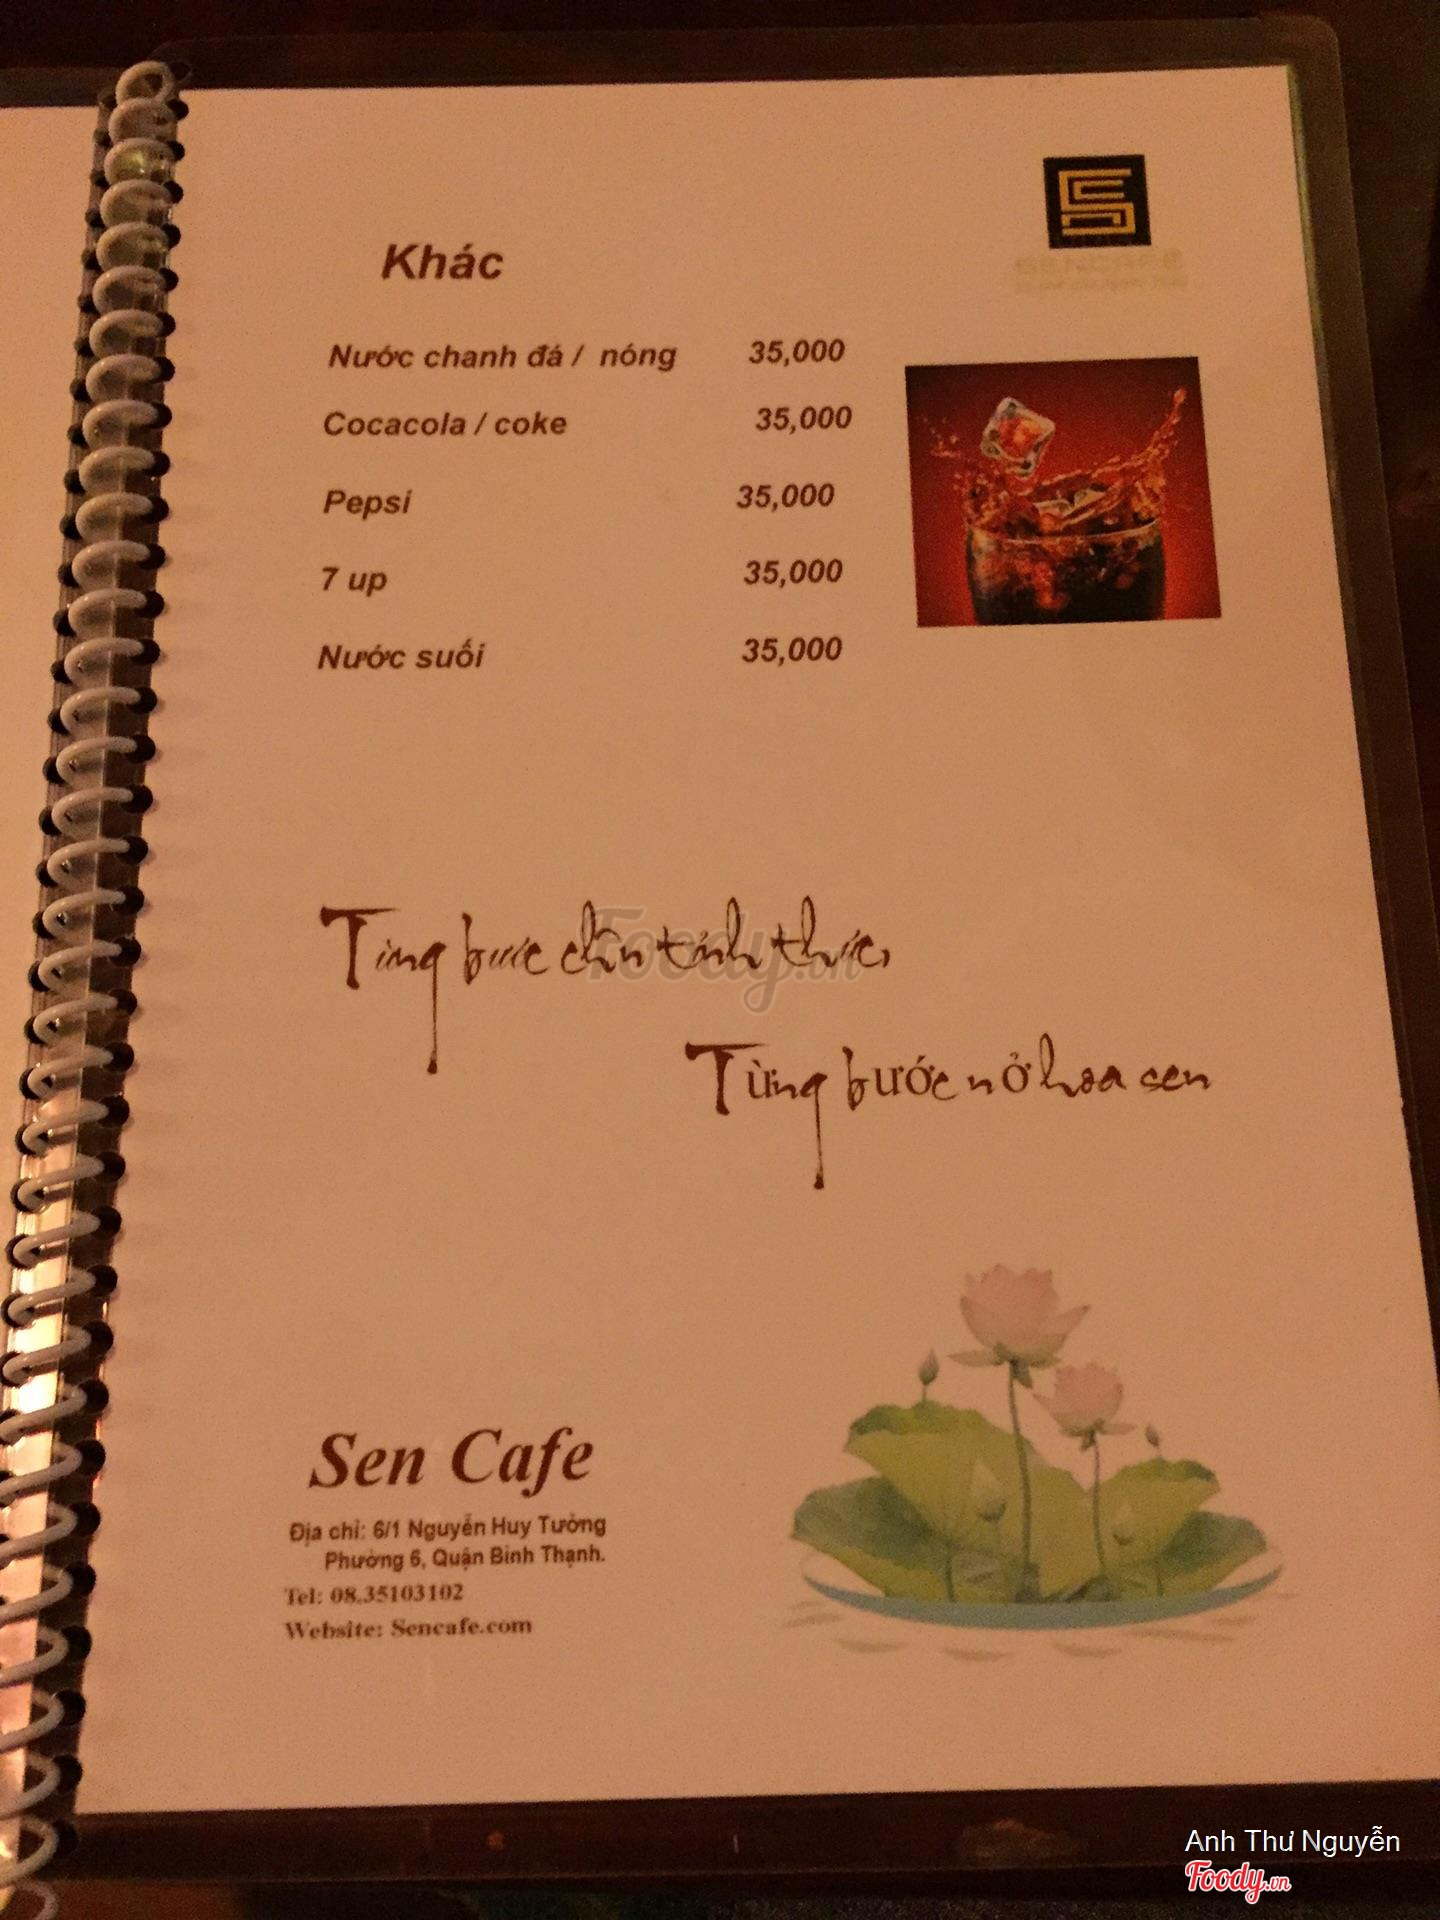 SENCAFE
Khác
Nước chanh đá / nóng 35,000
Cocacola / coke 35,000
Pepsi 35,000
7 up 35,000
Nước suối 35,000
Từng bước chân tỉnh thức,
Foody.vn
Từng bước nở hoa sen
Sen Cafe
Địa chỉ: 6/1 Nguyễn Huy Tưởng
Phường 6, Quận Bình Thạnh.
Tel: 08.35103102
Website: Sencafe.com
Anh Thư Nguyễn
Foody.vn